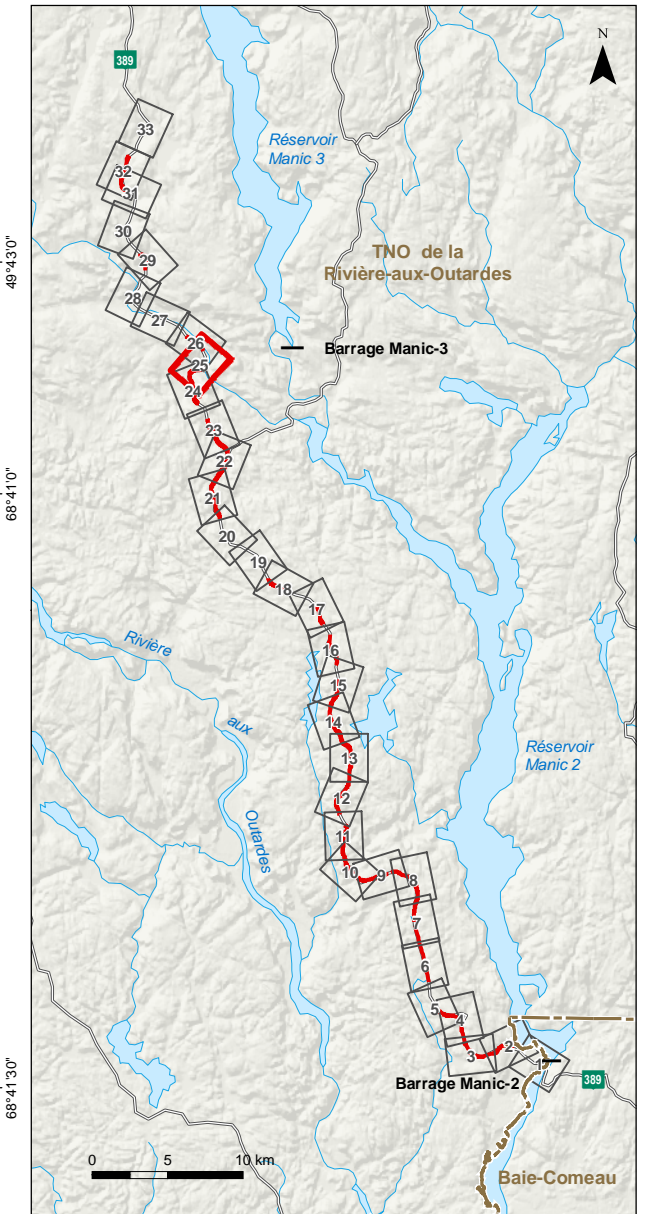 389
N
33
Réservoir
Manic 3
32
31
30
TNO de la
Rivière-aux-Outardes
49°43'0"
29
28
27
26
Barrage Manic-3
25
24
23
22
68°41'0"
21
20
19
18
17
Rivière
16
15
aux
14
Réservoir
Manic 2
13
12
Outardes
11
10
9
8
7
6
5
4
2
3
1
Barrage Manic-2
389
68°41'30"
0 5 10 km
Baie-Comeau